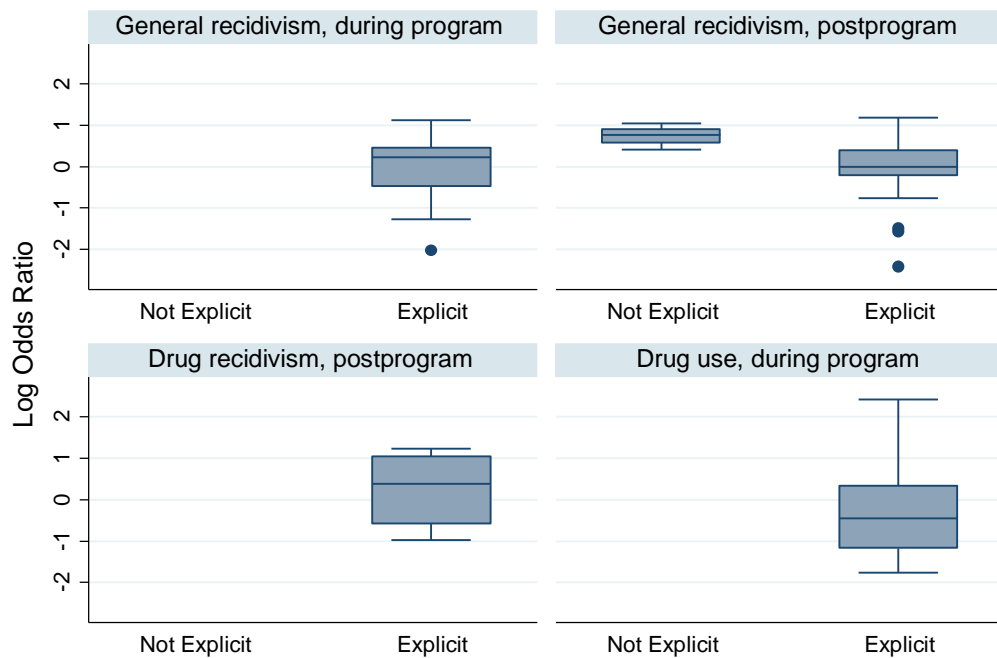 General recidivism, during program
General recidivism, postprogram
Log Odds Ratio
2
1
0
-1
-2
Not Explicit
Explicit
Not Explicit
Explicit
Drug recidivism, postprogram
Drug use, during program
2
1
0
-1
-2
Not Explicit
Explicit
Not Explicit
Explicit